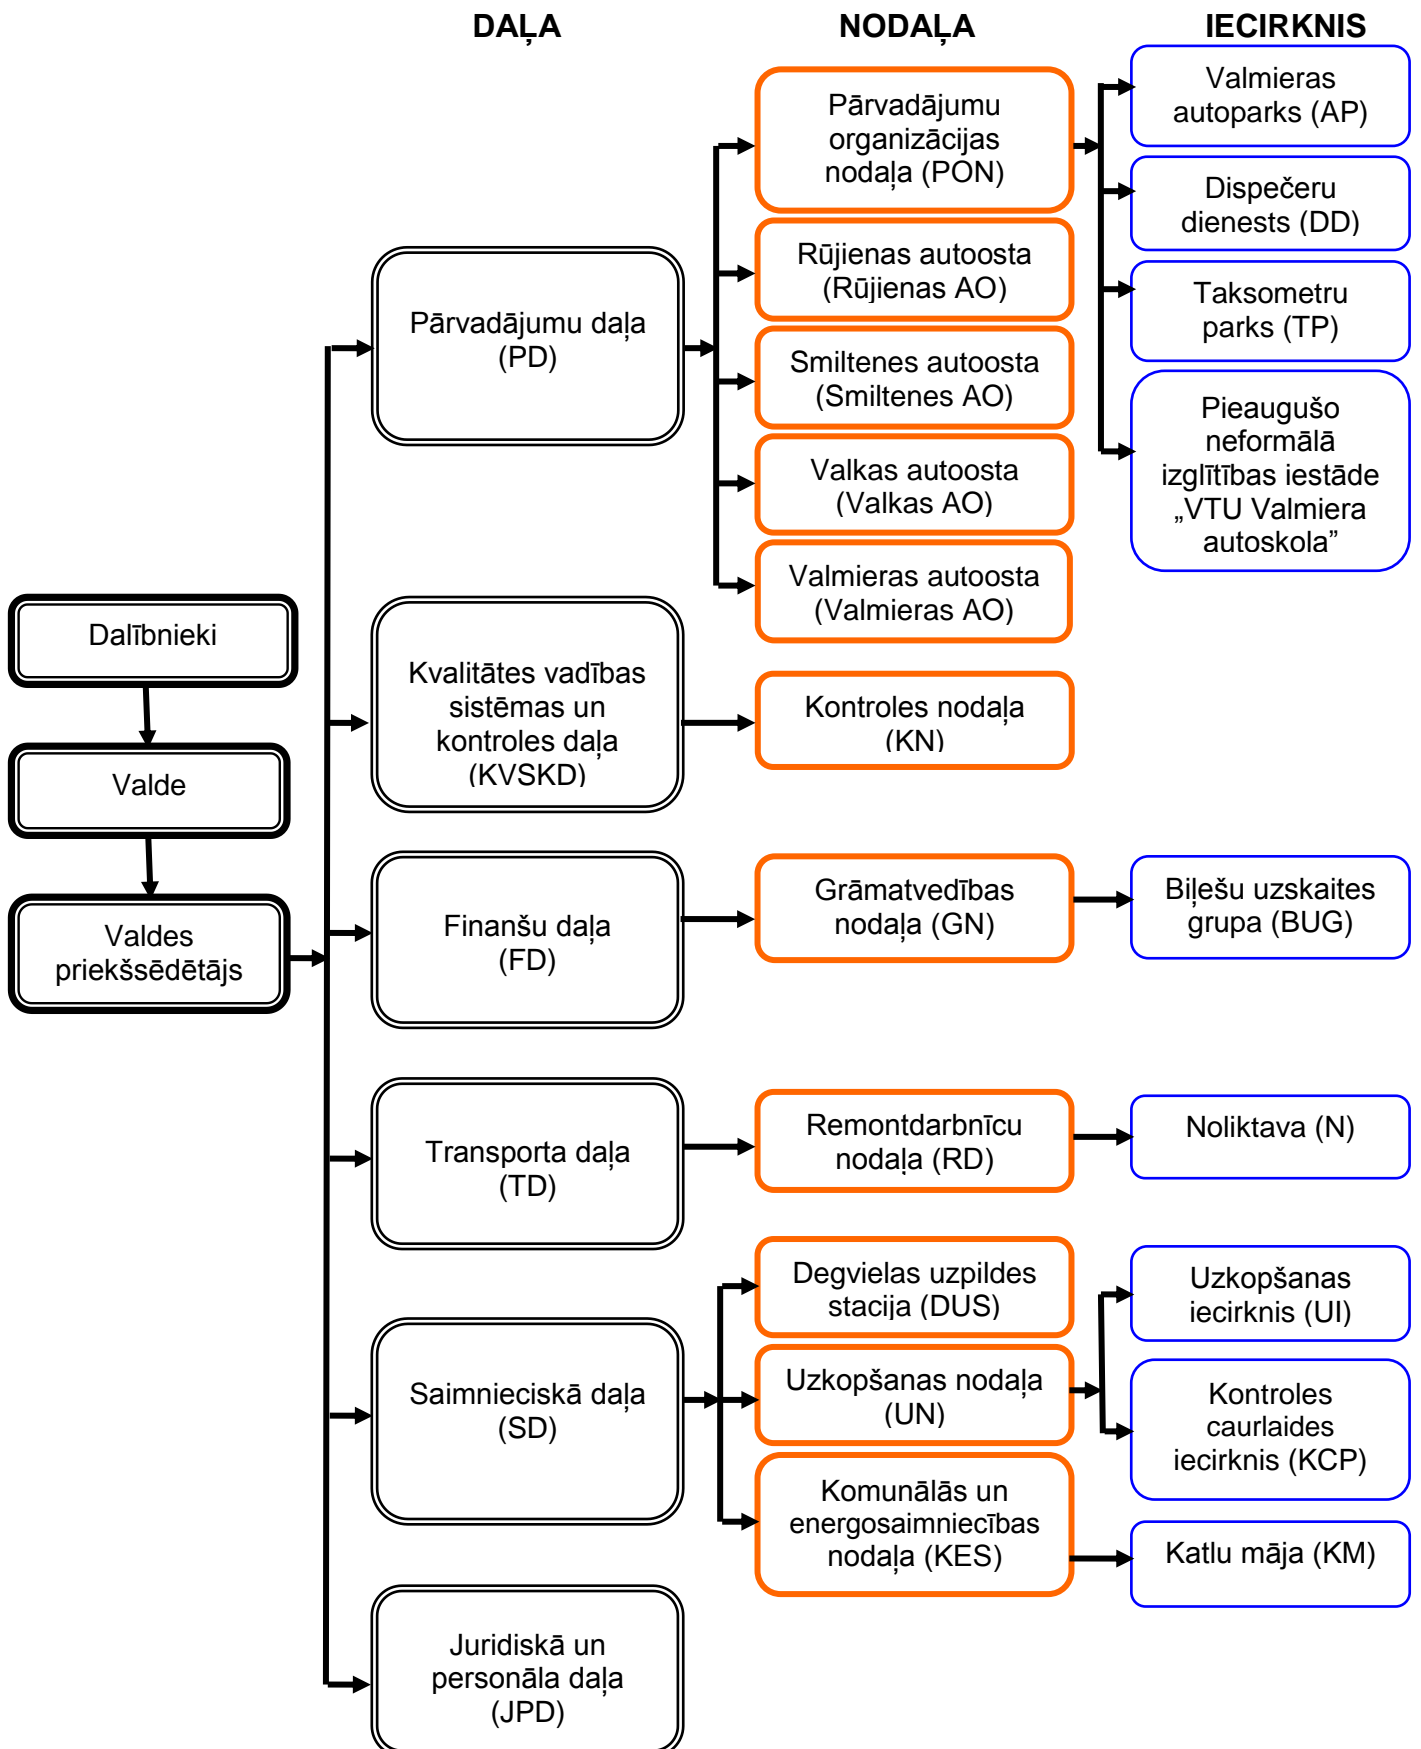 DAĻA
NODAĻA
IECIRKNIS
Dalībnieki
Valde
Valdes
priekšsēdētājs
Pārvadājumu daļa
(PD)
Kvalitātes vadības
sistēmas un
kontroles daļa
(KVSKD)
Finanšu daļa
(FD)
Transporta daļa
(TD)
Saimnieciskā daļa
(SD)
Juridiskā un
personāla daļa
(JPD)
Pārvadājumu
organizācijas
nodaļa (PON)
Rūjienas autoosta
(Rūjienas AO)
Smiltenes autoosta
(Smiltenes AO)
Valkas autoosta
(Valkas AO)
Valmieras autoosta
(Valmieras AO)
Kontroles nodaļa
(KN)
Grāmatvedības
nodaļa (GN)
Remontdarbnīcu
nodaļa (RD)
Degvielas uzpildes
stacija (DUS)
Uzkopšanas nodaļa
(UN)
Komunālās un
energosaimniecības
nodaļa (KES)
Valmieras
autoparks (AP)
Dispečeru
dienests (DD)
Taksometru
parks (TP)
Pieaugušo
neformālā
izglītības iestāde
„VTU Valmiera
autoskola”
Biļešu uzskaites
grupa (BUG)
Noliktava (N)
Uzkopšanas
iecirknis (UI)
Kontroles
caurlaides
iecirknis (KCP)
Katlu māja (KM)